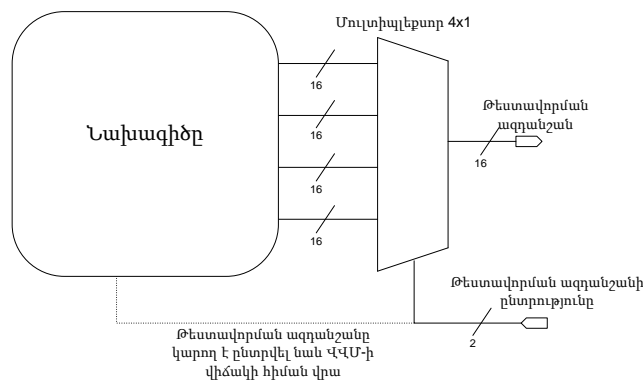 Մուլտիպլեքսոր 4x1
Նախագիծը
16
16
16
16
Թեստավորման
ազդանշան
16
Թեստավորման ազդանշանի
ընտրությունը
2
Թեստավորման ազդանշանը
կարող է ընտրվել նաև ՎՎՄ-ի
վիճակի հիման վրա